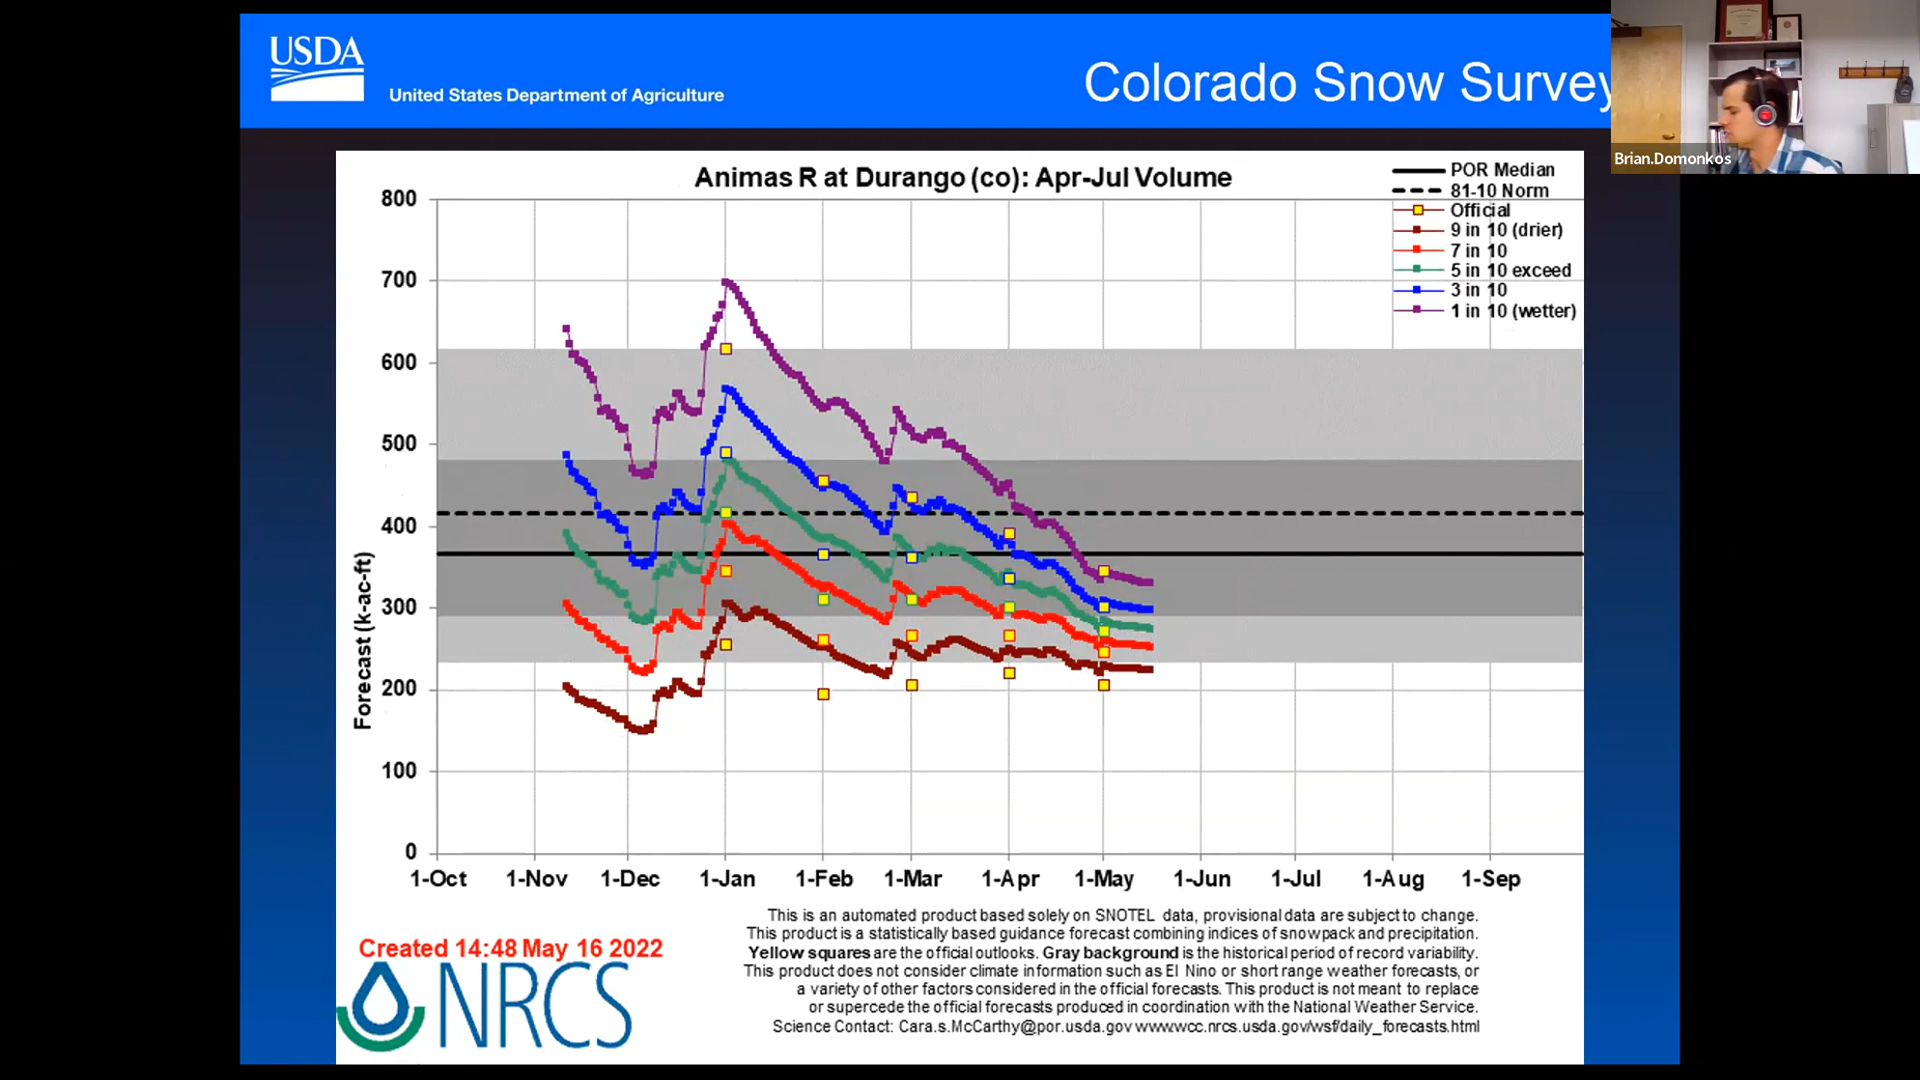 USDA
United States Department of Agriculture
Colorado Snow Survey
Brian.Domonkos
Animas R at Durango (co): Apr-Jul Volume
POR Median
81-10 Norm
Official
9 in 10 (drier)
7 in 10
5 in 10 exceed
3 in 10
1 in 10 (wetter)
800
700
600
500
400
300
200
100
0
Forecast (k-ac-ft)
1-Oct 1-Nov 1-Dec 1-Jan 1-Feb 1-Mar 1-Apr 1-May 1-Jun 1-Jul 1-Aug 1-Sep
This is an automated product based solely on SNOTEL data, provisional data are subject to change.
This product is a statistically based guidance forecast combining indices of snowpack and precipitation.
Yellow squares are the official outlooks. Gray background is the historical period of record variability.
This product does not consider climate information such as El Nino or short range weather forecasts, or
a variety of other factors considered in the official forecasts. This product is not meant to replace
or supercede the official forecasts produced in coordination with the National Weather Service.
Science Contact: Cara.s.McCarthy@por.usda.gov www.wcc.nrcs.usda.gov/wsf/daily_forecasts.html
Created 14:48 May 16 2022
NRCS